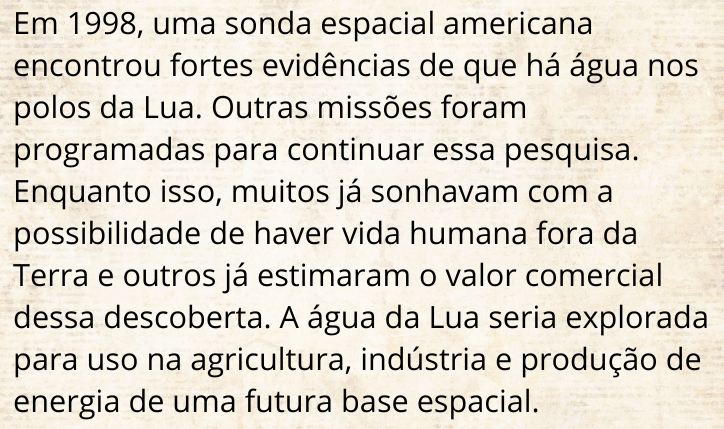 Em 1998, uma sonda espacial americana
encontrou fortes evidências de que há água nos
polos da Lua. Outras missões foram
programadas para continuar essa pesquisa.
Enquanto isso, muitos já sonhavam com a
possibilidade de haver vida humana fora da
Terra e outros já estimaram o valor comercial
dessa descoberta. A água da Lua seria explorada
para uso na agricultura, indústria e produção de
energia de uma futura base espacial.